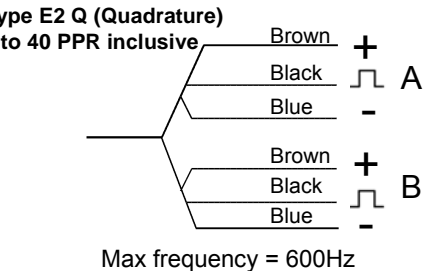 ype E2 Q (Quadrature)
to 40 PPR inclusive
Brown +
Black A
Blue -
Brown +
Black B
Blue -
Max frequency = 600Hz